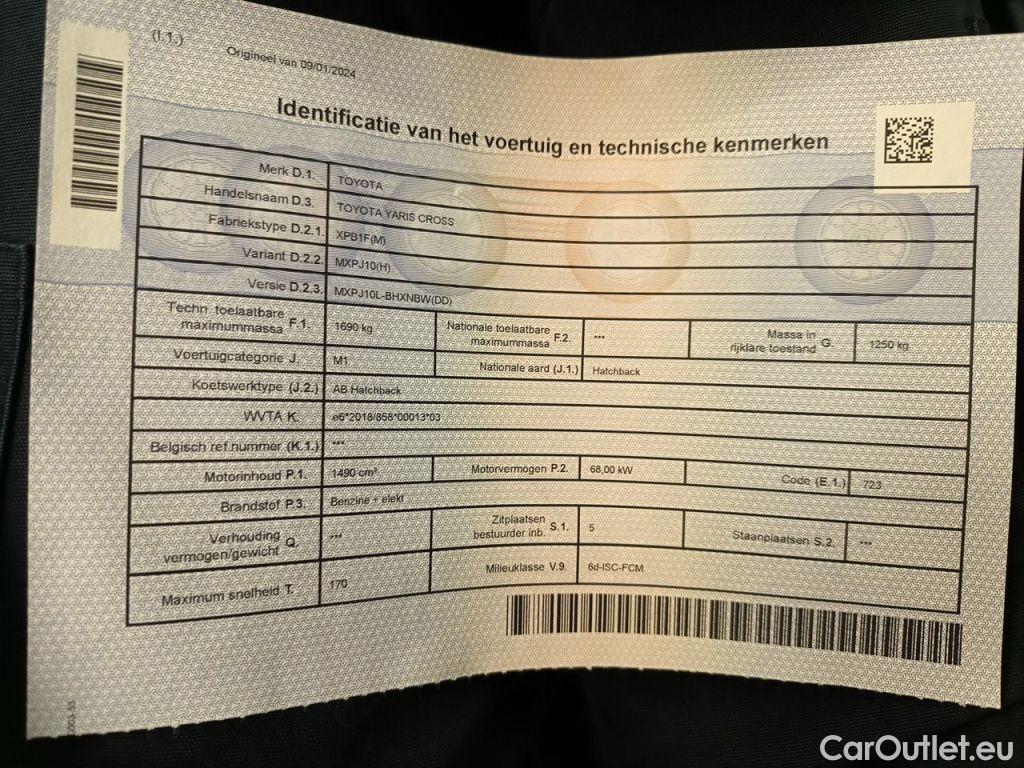 (I.1.)
Origineel van 09/01/2024
Identificatie van het voertuig en technische kenmerken
Merk D.1. TOYOTA
Handelsnaam D.3. TOYOTA YARIS CROSS
Fabriekstype D.2.1. XPB1F(M)
Variant D.2.2. MXPJ10(H)
Versie D.2.3. MXPJ10L-BHXNBW(DD)
Techn. toelaatbare maximummassa F.1. 1690 kg Nationale toelaatbare maximummassa F.2. --- Massa in rijklare toestand G. 1250 kg
Voertuigcategorie J. M1 Nationale aard (J.1.) Hatchback
Koetswerktype (J.2.) AB Hatchback
WVTA K. e6*2018/858*00013*03
Belgisch ref.nummer (K.1.) ---
Motorinhoud P.1. 1490 cm³ Motorvermogen P.2. 68,00 kW Code (E.1.) 723
Brandstof P.3. Benzine + elekt
Verhouding vermogen/gewicht Q. --- Zitplaatsen bestuurder inb. S.1. 5 Staanplaatsen S.2. ---
Maximum snelheid T. 170 Milieuklasse V.9. 6d-ISC-FCM
CarOutlet.eu